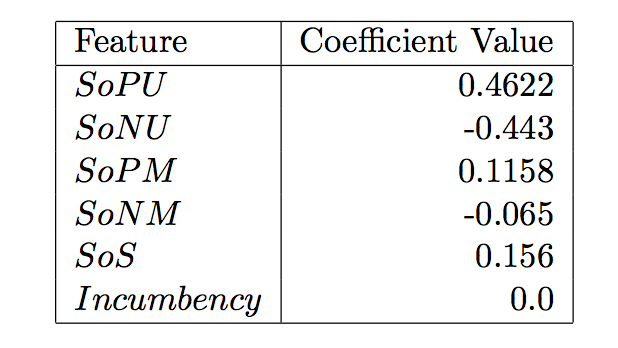 Feature Coefficient Value
SoPU 0.4622
SoNU -0.443
SoPM 0.1158
SoNM -0.065
SoS 0.156
Incumbency 0.0